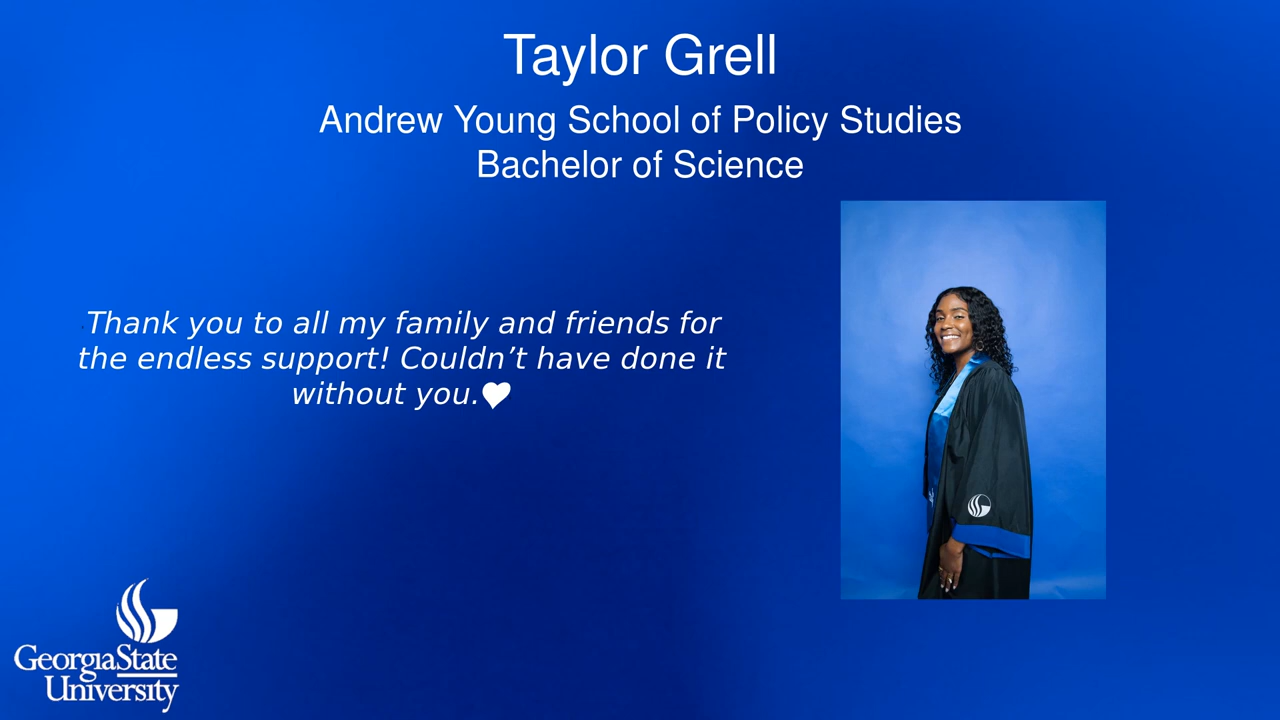 Taylor Grell
Andrew Young School of Policy Studies
Bachelor of Science
Thank you to all my family and friends for
the endless support! Couldn’t have done it
without you.♥
GeorgiaState
University